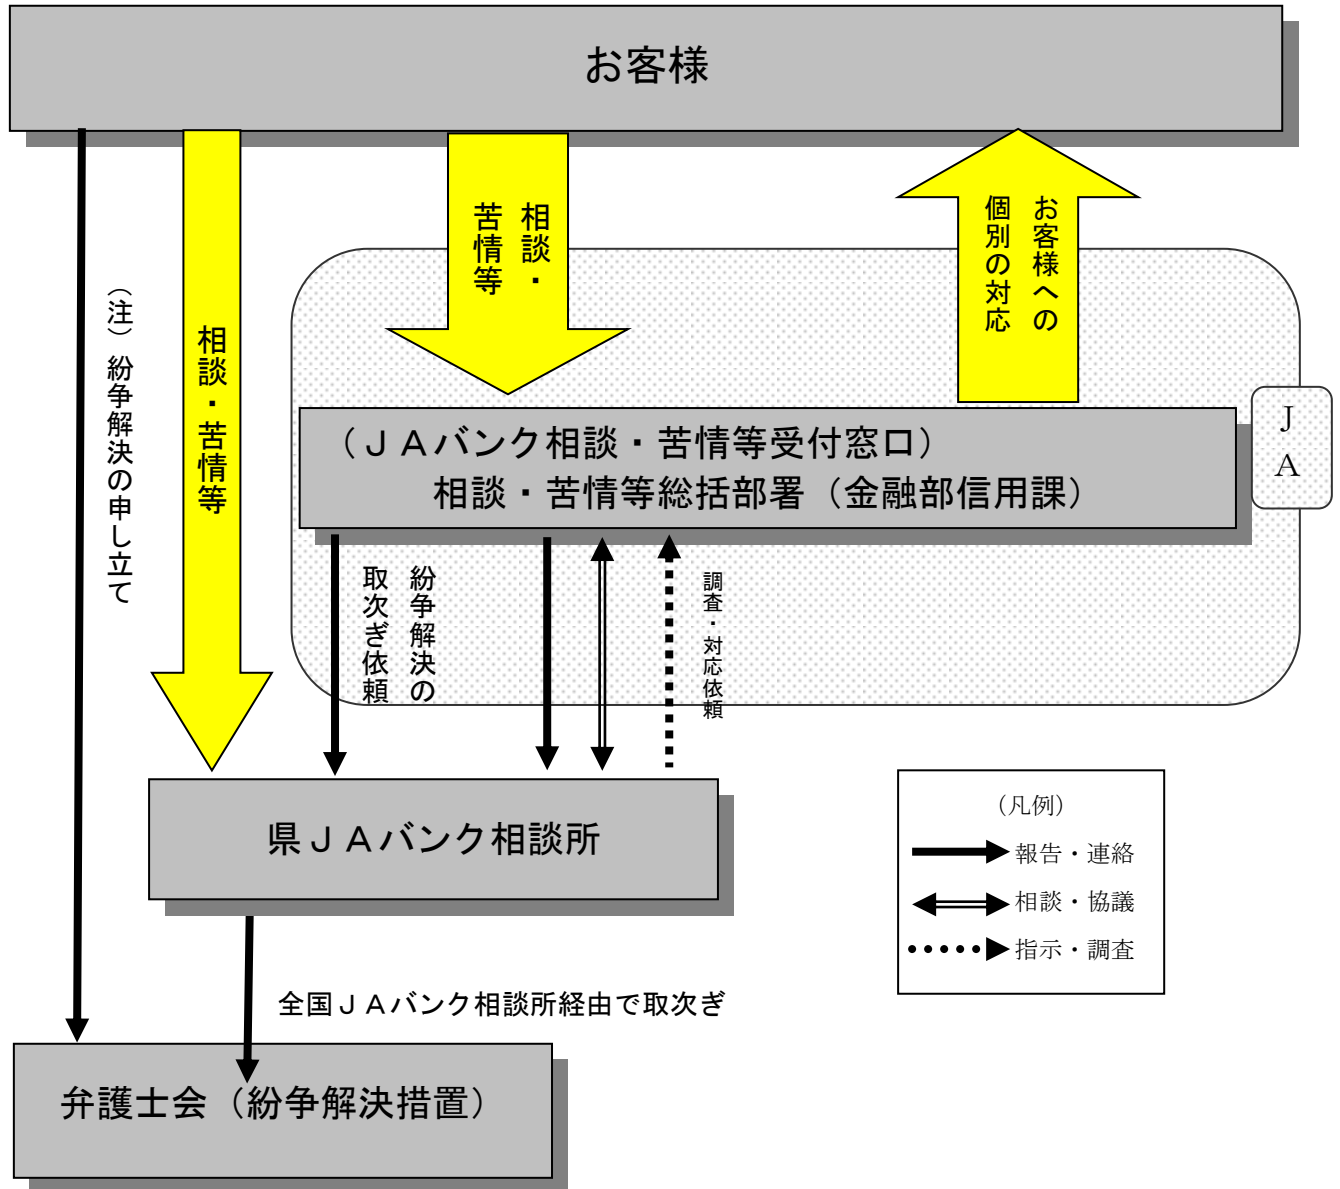 お客様
相談・
苦情等
お客様への
個別の対応
(注)紛争解決の申し立て
相談・苦情等
(JAバンク相談・苦情等受付窓口)
相談・苦情等総括部署(金融部信用課)
J
A
紛争解決の
取次ぎ依頼
調査・対応依頼
県JAバンク相談所
(凡例)
報告・連絡
相談・協議
指示・調査
全国JAバンク相談所経由で取次ぎ
弁護士会(紛争解決措置)